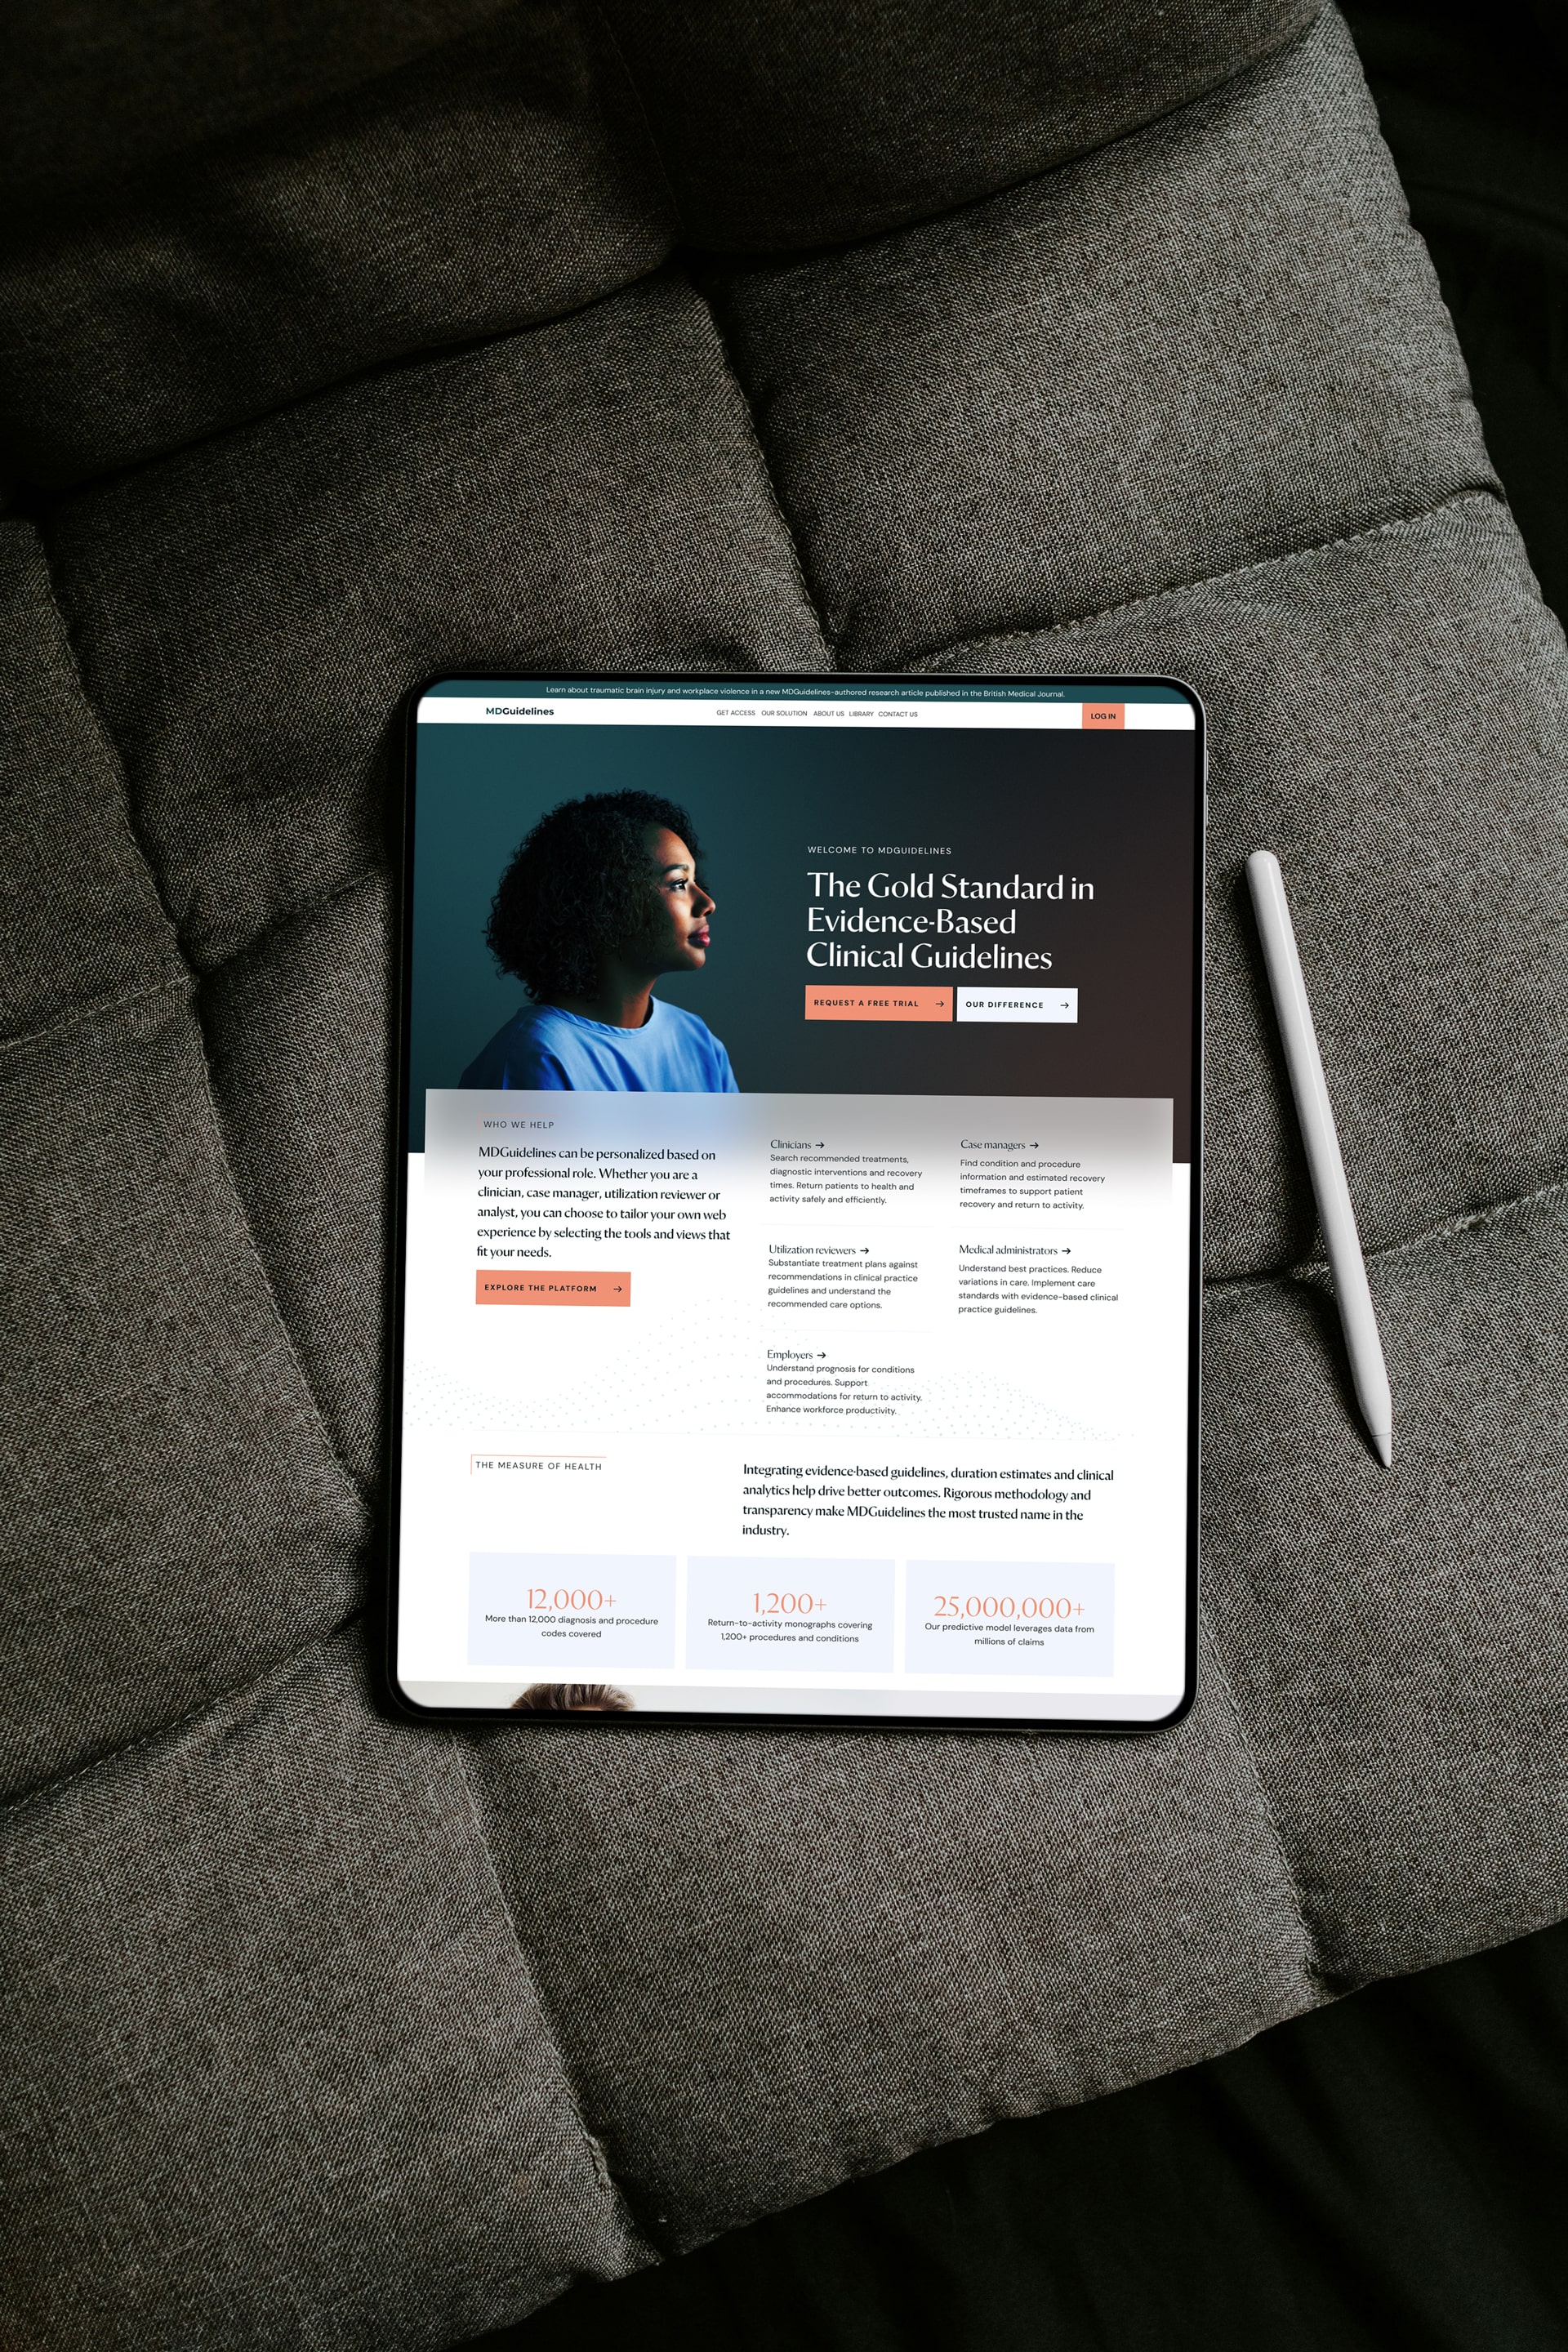 Learn about traumatic brain injury and workplace violence in a new MDGuidelines-authored research article published in the British Medical Journal.
MDGuidelines
GET ACCESS OUR SOLUTION ABOUT US LIBRARY CONTACT US
LOG IN
WELCOME TO MDGUIDELINES
The Gold Standard in
Evidence-Based
Clinical Guidelines
REQUEST A FREE TRIAL →
OUR DIFFERENCE →
WHO WE HELP
MDGuidelines can be personalized based on
your professional role. Whether you are a
clinician, case manager, utilization reviewer or
analyst, you can choose to tailor your own web
experience by selecting the tools and views that
fit your needs.
EXPLORE THE PLATFORM →
Clinicians →
Search recommended treatments,
diagnostic interventions and recovery
times. Return patients to health and
activity safely and efficiently.
Case managers →
Find condition and procedure
information and estimated recovery
timeframes to support patient
recovery and return to activity.
Utilization reviewers →
Substantiate treatment plans against
recommendations in clinical practice
guidelines and understand the
recommended care options.
Medical administrators →
Understand best practices. Reduce
variations in care. Implement care
standards with evidence-based clinical
practice guidelines.
Employers →
Understand prognosis for conditions
and procedures. Support
accommodations for return to activity.
Enhance workforce productivity.
THE MEASURE OF HEALTH
Integrating evidence-based guidelines, duration estimates and clinical
analytics help drive better outcomes. Rigorous methodology and
transparency make MDGuidelines the most trusted name in the
industry.
12,000+
More than 12,000 diagnosis and procedure
codes covered
1,200+
Return-to-activity monographs covering
1,200+ procedures and conditions
25,000,000+
Our predictive model leverages data from
millions of claims